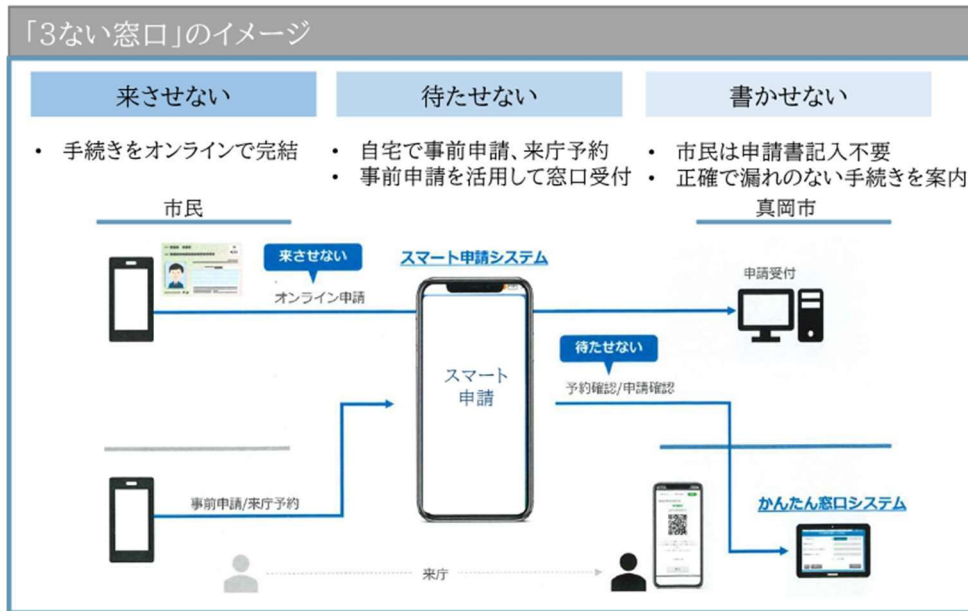 「3ない窓口」のイメージ
来させない
待たせない
書かせない
• 手続きをオンラインで完結
• 自宅で事前申請、来庁予約
• 事前申請を活用して窓口受付
• 市民は申請書記入不要
• 正確で漏れのない手続きを案内
市民
真岡市
来させない
オンライン申請
スマート申請システム
申請受付
スマート
申請
待たせない
予約確認/申請確認
事前申請/来庁予約
かんたん窓口システム
来庁